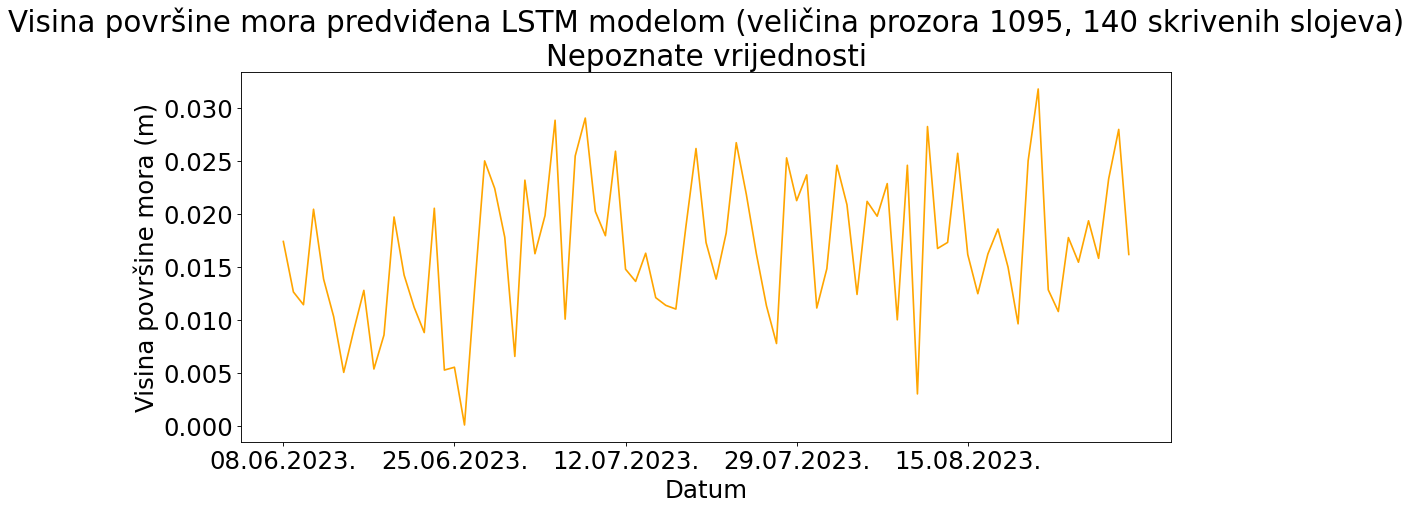 Visina površine mora predviđena LSTM modelom (veličina prozora 1095, 140 skrivenih slojeva)
Nepoznate vrijednosti
Visina površine mora (m)
0.030
0.025
0.020
0.015
0.010
0.005
0.000
08.06.2023. 25.06.2023. 12.07.2023. 29.07.2023. 15.08.2023.
Datum